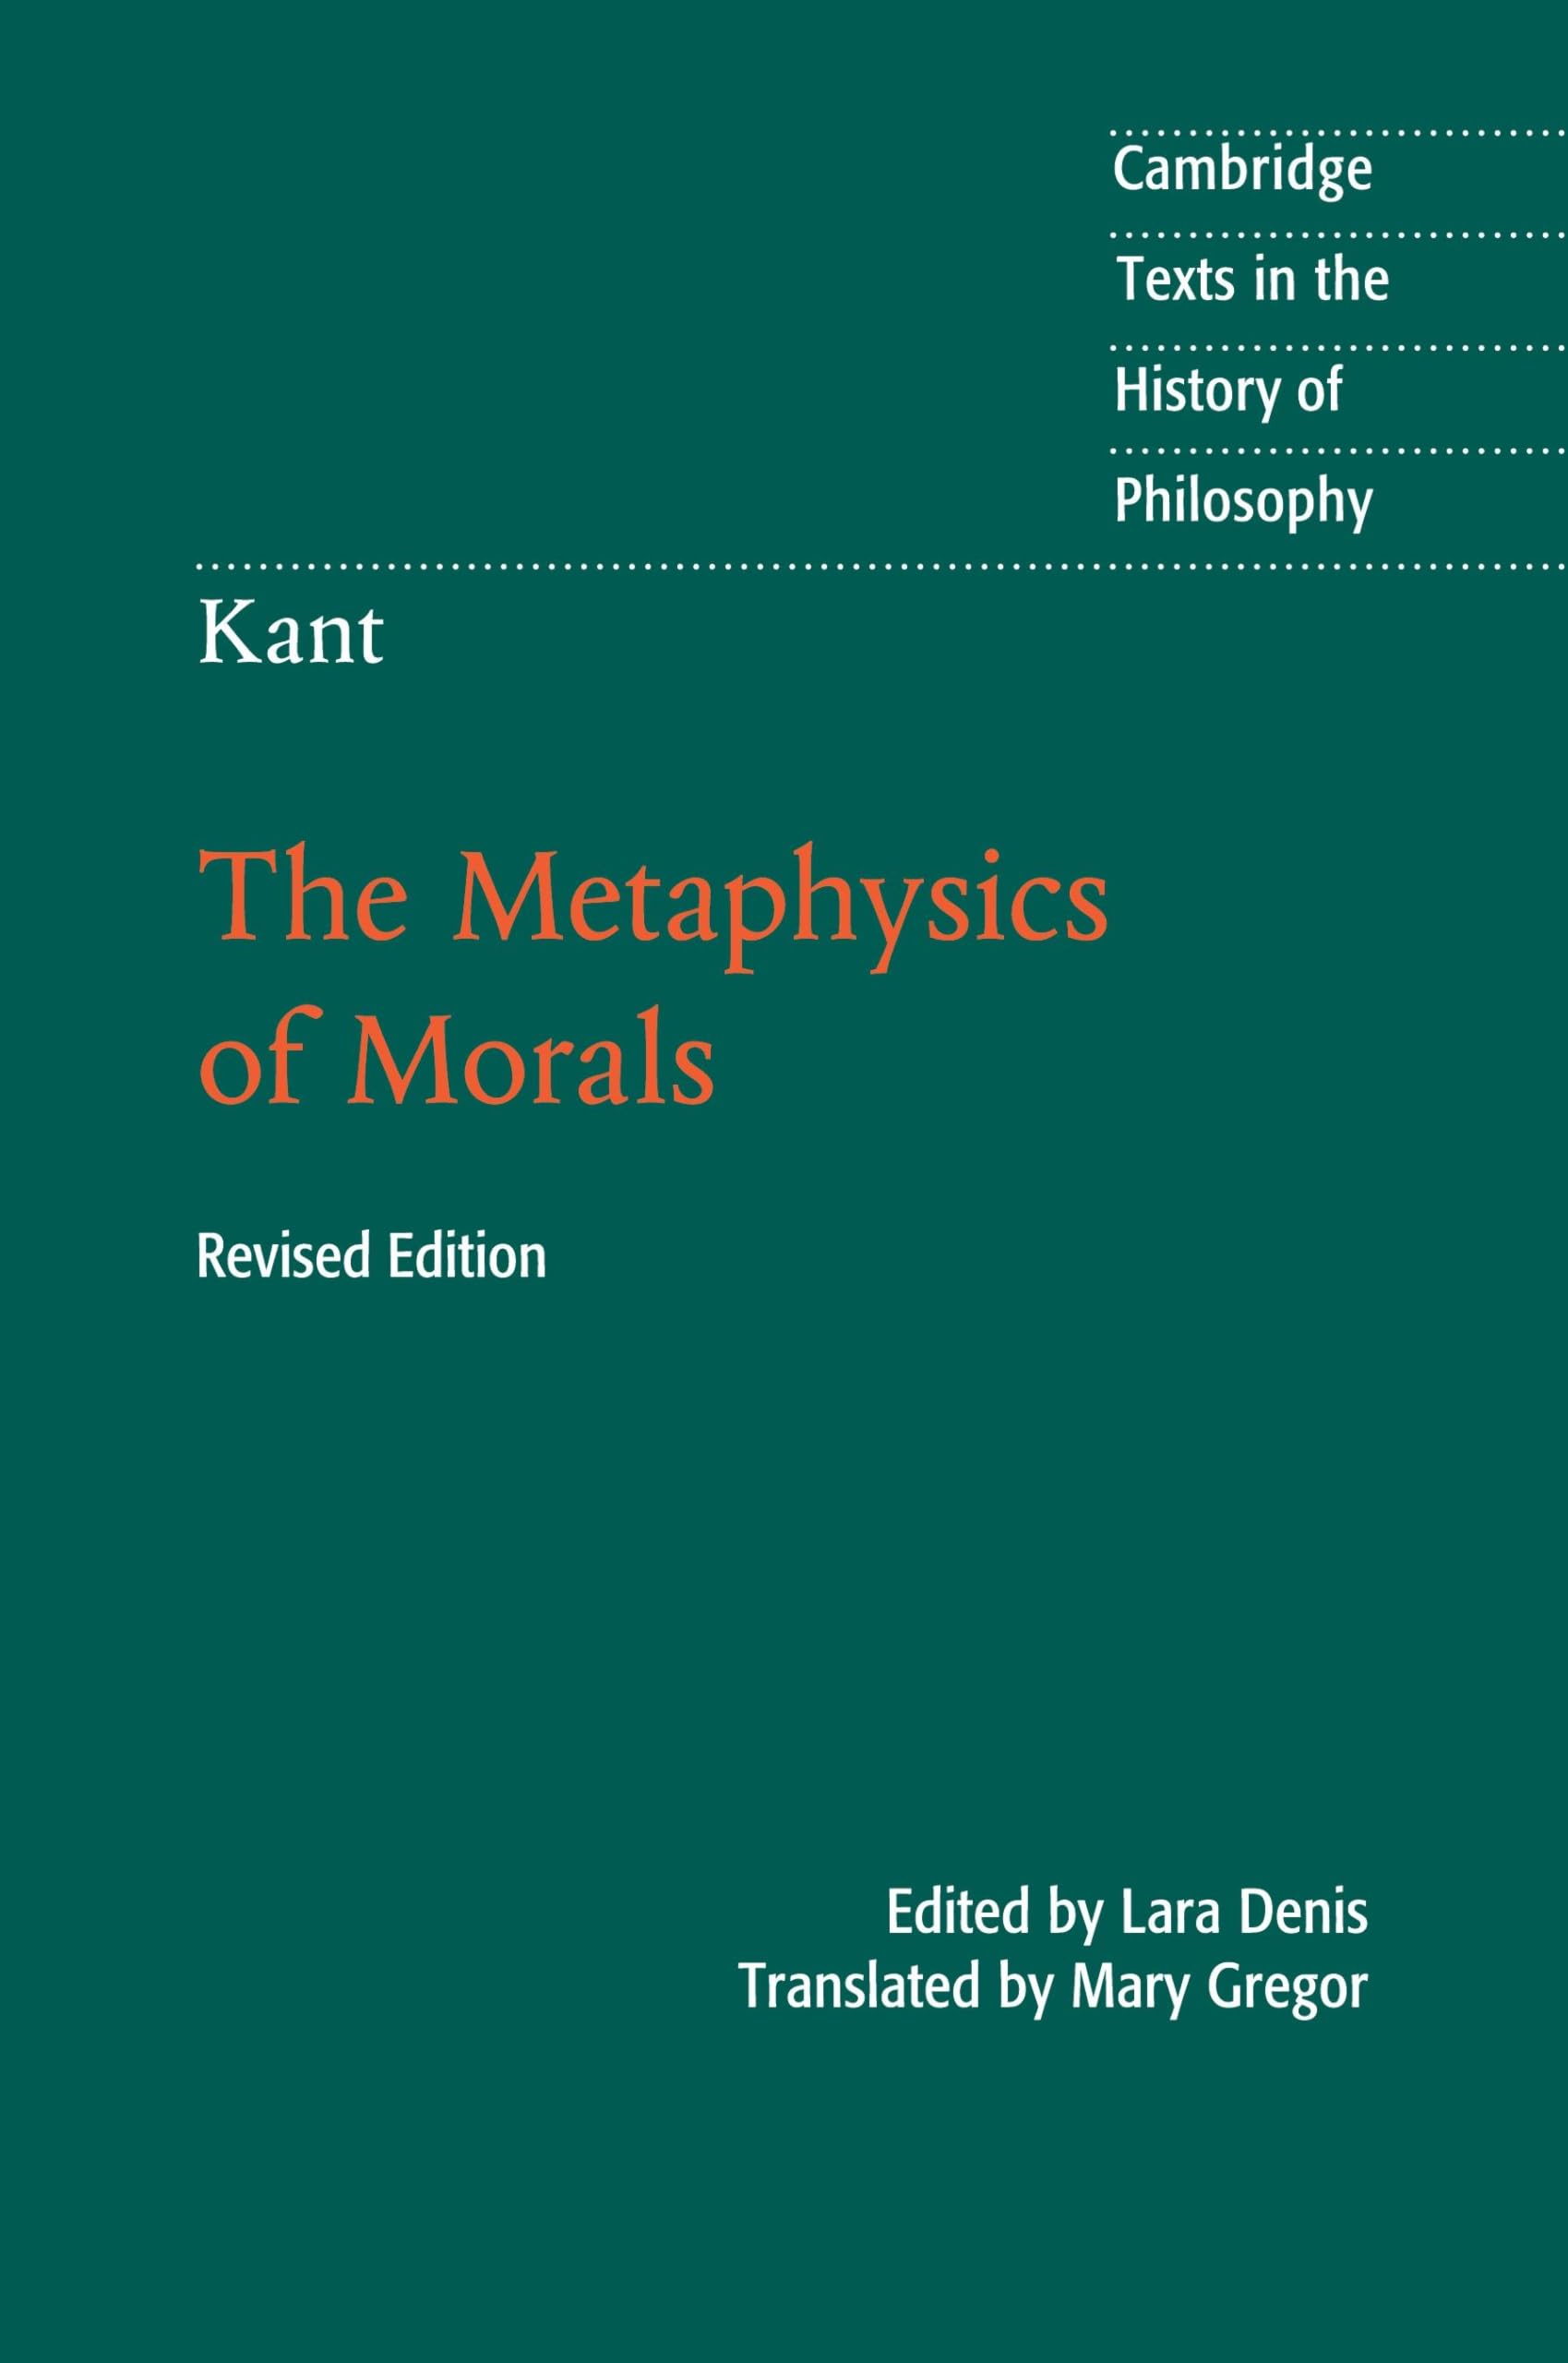 Cambridge
Texts in the
History of
Philosophy
Kant
The Metaphysics
of Morals
Revised Edition
Edited by Lara Denis
Translated by Mary Gregor